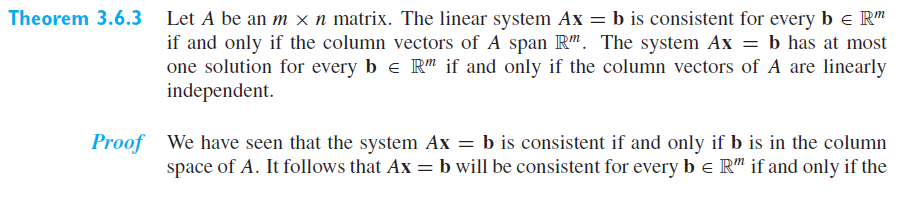 Theorem 3.6.3 Let A be an m × n matrix. The linear system Ax = b is consistent for every b ∈ ℝᵐ
if and only if the column vectors of A span ℝᵐ. The system Ax = b has at most
one solution for every b ∈ ℝᵐ if and only if the column vectors of A are linearly
independent.
Proof We have seen that the system Ax = b is consistent if and only if b is in the column
space of A. It follows that Ax = b will be consistent for every b ∈ ℝᵐ if and only if the